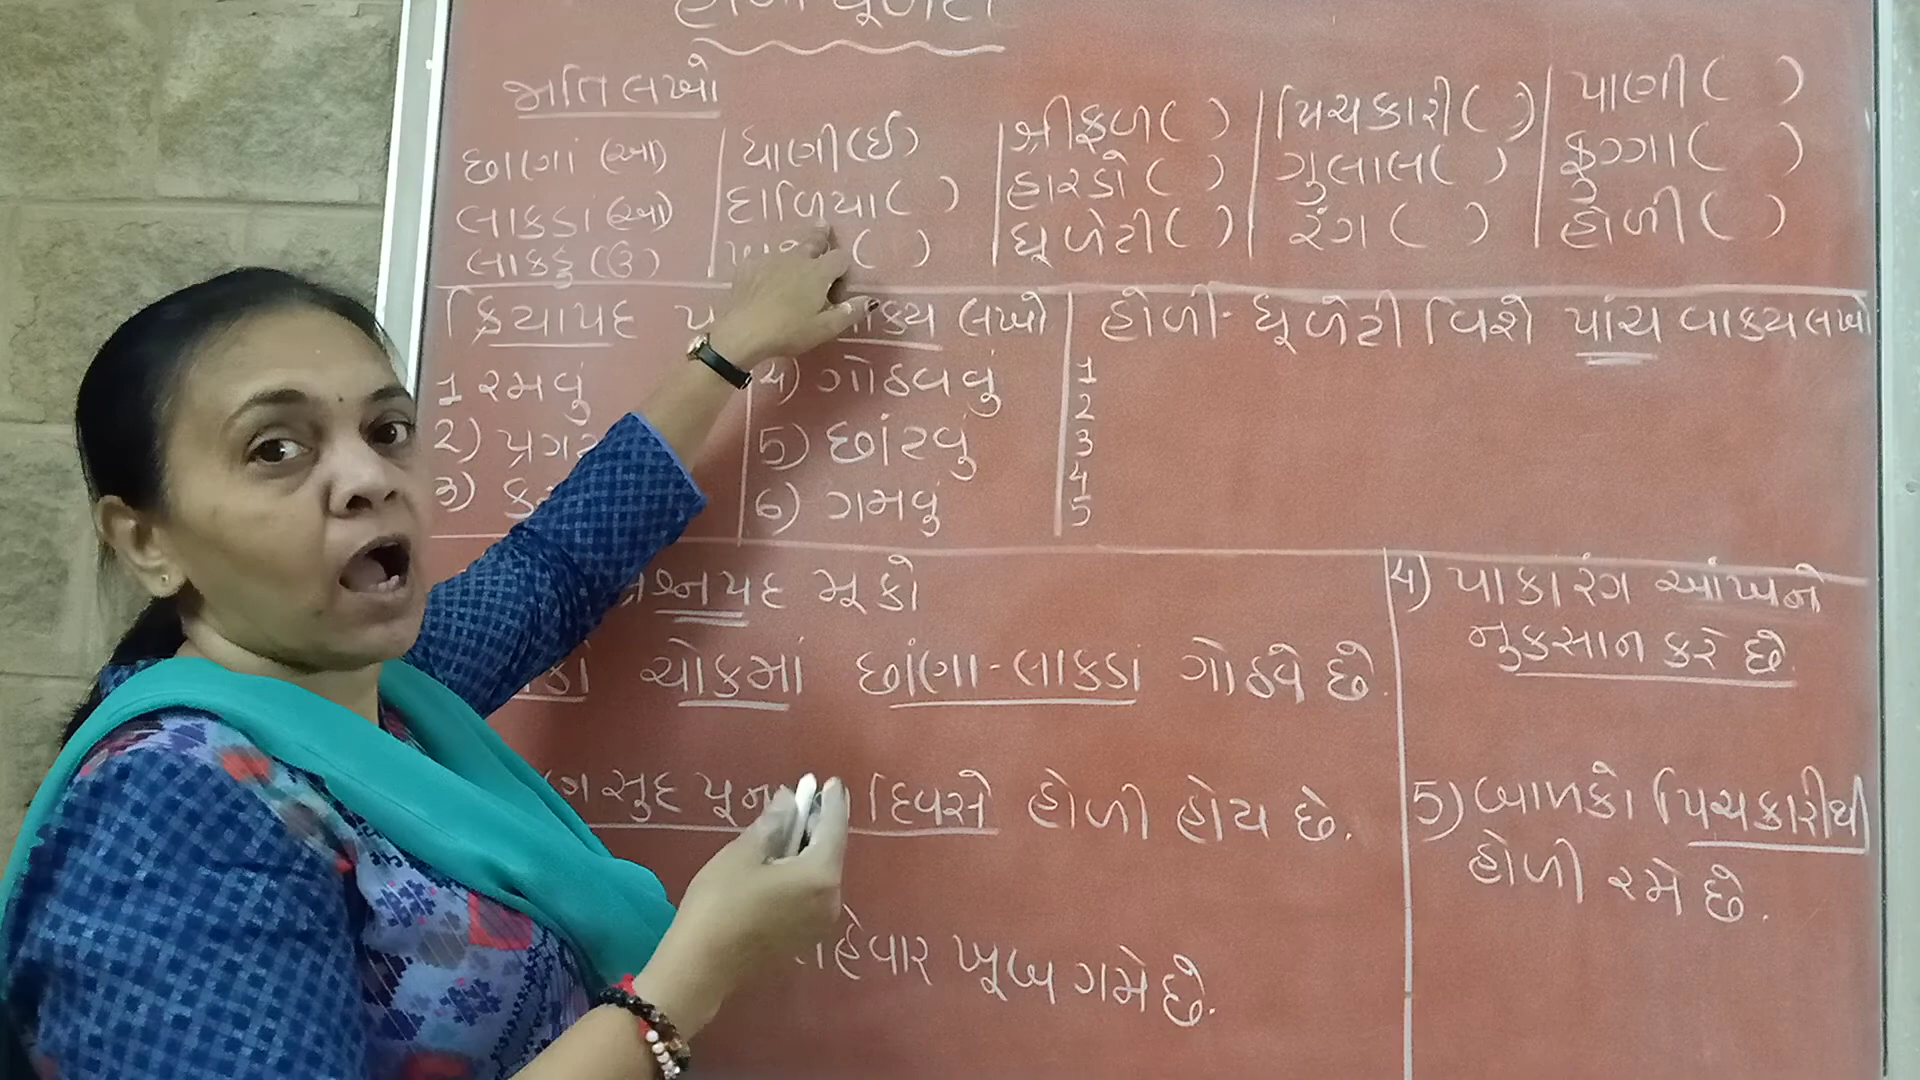 હોળી ધૂળેટી
જાતિ લખો
છાણાં (આ)
લાકડાં (આ)
લાકડું (ઉ)
ધાણી (ઈ)
દાળિયા ( )
( )
શ્રીફળ ( )
હારડો ( )
ધૂળેટી ( )
પિચકારી ( )
ગુલાલ ( )
રંગ ( )
પાણી ( )
ફુગ્ગા ( )
હોળી ( )
ક્રિયાપદ વાક્ય લખો
1 રમવું
2)
3)
૪) ગોઠવવું
5) છાંટવું
6) ગમવું
હોળી - ધૂળેટી વિશે પાંચ વાક્ય લખો
1
2
3
4
5
પ્રશ્નપદ મૂકો
ચોકમાં છાંણા-લાકડાં ગોઠવે છે.
સુદ પૂનમના દિવસે હોળી હોય છે.
તહેવાર ખૂબ ગમે છે.
4) પાકા રંગ આંખને
નુકસાન કરે છે.
5) બાળકો પિચકારીથી
હોળી રમે છે.